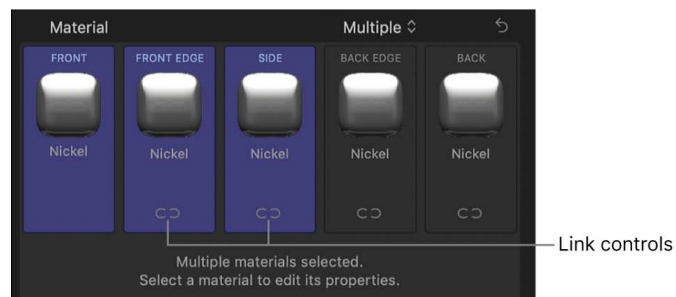 Material Multiple
FRONT FRONT EDGE SIDE BACK EDGE BACK
Nickel Nickel Nickel Nickel Nickel
Link controls
Multiple materials selected.
Select a material to edit its properties.